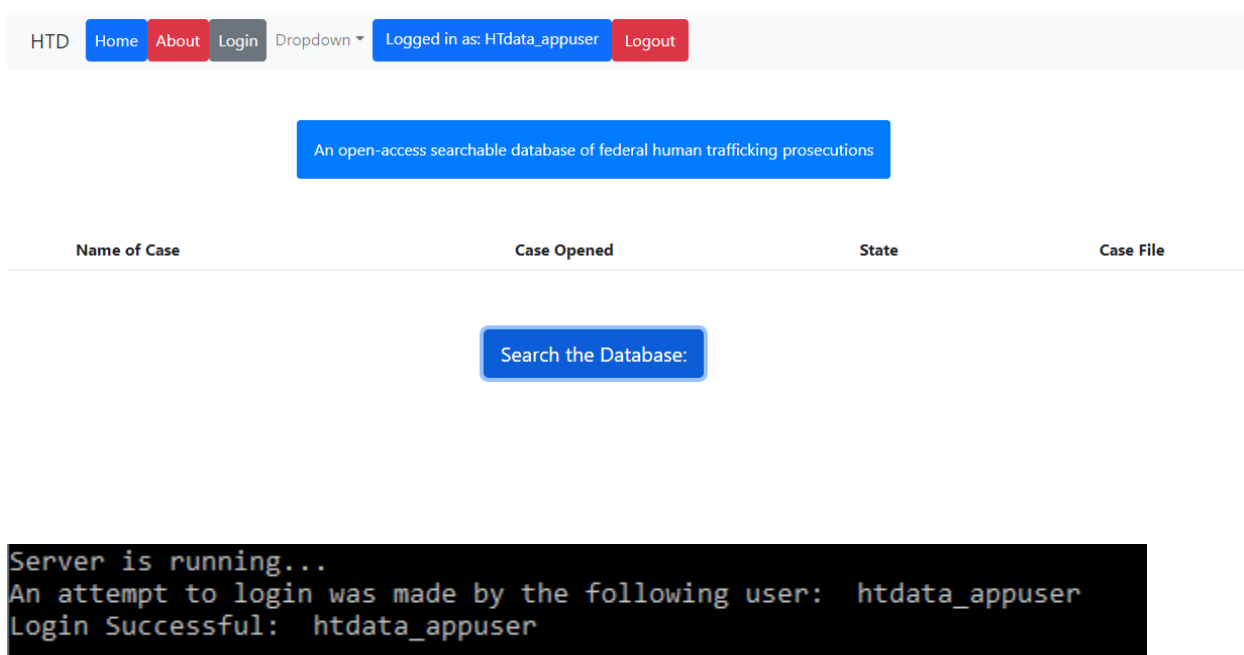 HTD Home About Login Dropdown Logged in as: HTdata_appuser Logout
An open-access searchable database of federal human trafficking prosecutions
Name of Case Case Opened State Case File
Search the Database:
Server is running...
An attempt to login was made by the following user:  htdata_appuser
Login Successful:  htdata_appuser